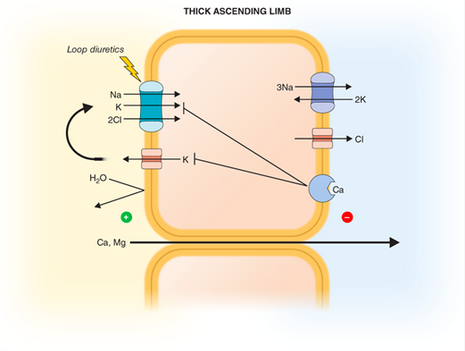 THICK ASCENDING LIMB
Loop diuretics
Na
K
2Cl
3Na
2K
Cl
K
H₂O
Ca
+
−
Ca, Mg